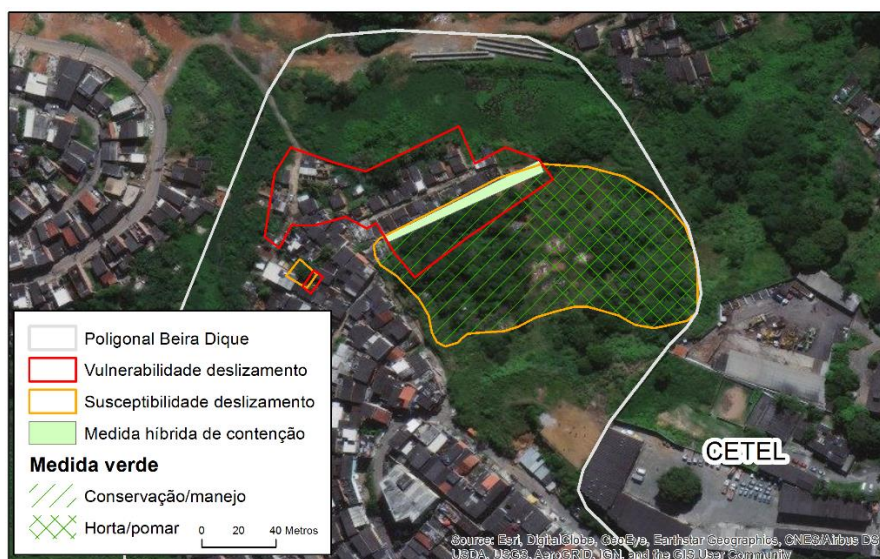 Poligonal Beira Dique
Vulnerabilidade deslizamento
Susceptibilidade deslizamento
Medida híbrida de contenção
Medida verde
Conservação/manejo
Horta/pomar
0 20 40 Metros
CETEL
Source: Esri, DigitalGlobe, GeoEye, Earthstar Geographics, CNES/Airbus DS,
USDA, USGS, AeroGRID, IGN, and the GIS User Community